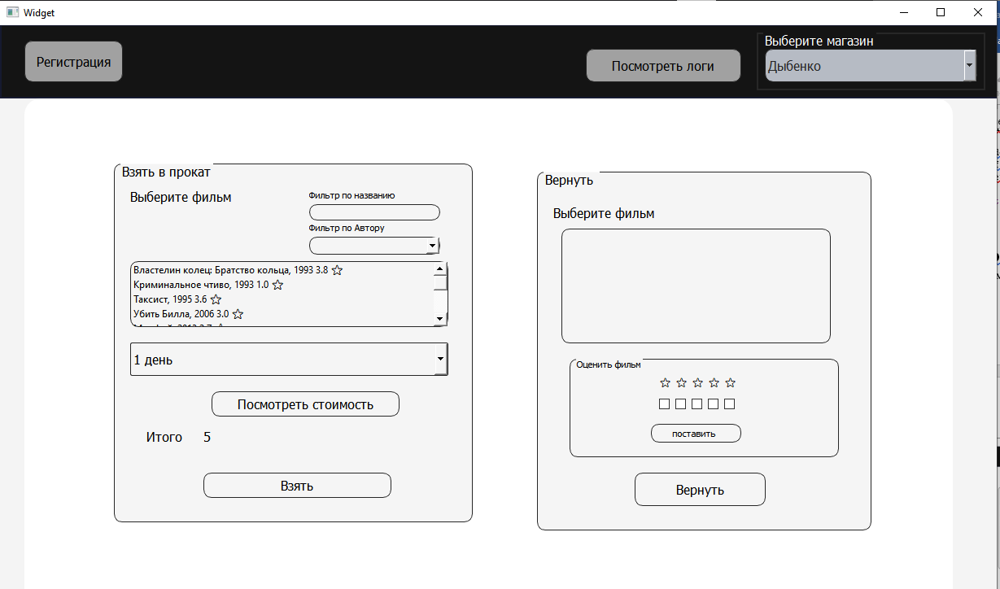 Widget
Регистрация
Посмотреть логи
Выберите магазин
Дыбенко
Взять в прокат
Выберите фильм
Фильтр по названию
Фильтр по Автору
Властелин колец: Братство кольца, 1993 3.8 ☆
Криминальное чтиво, 1993 1.0 ☆
Таксист, 1995 3.6 ☆
Убить Билла, 2006 3.0 ☆
1 день
Посмотреть стоимость
Итого 5
Взять
Вернуть
Выберите фильм
Оценить фильм
☆ ☆ ☆ ☆ ☆
поставить
Вернуть